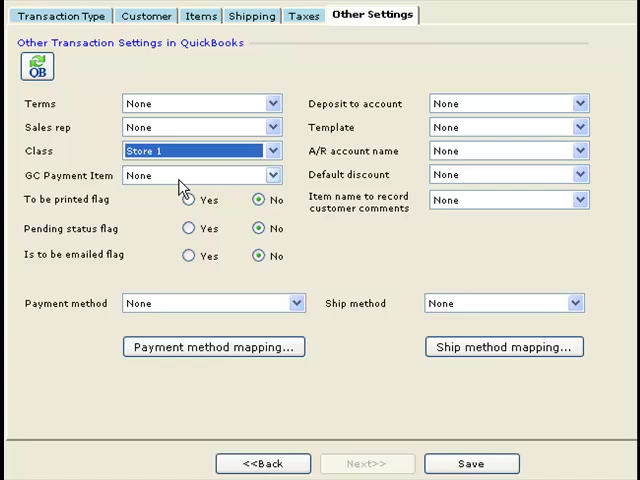 Transaction Type Customer Items Shipping Taxes Other Settings
Other Transaction Settings in QuickBooks
QB
Terms None Deposit to account None
Sales rep None Template None
Class Store 1 A/R account name None
GC Payment Item None Default discount None
To be printed flag Yes No Item name to record customer comments None
Pending status flag Yes No
Is to be emailed flag Yes No
Payment method None Ship method None
Payment method mapping... Ship method mapping...
<<Back Next>> Save